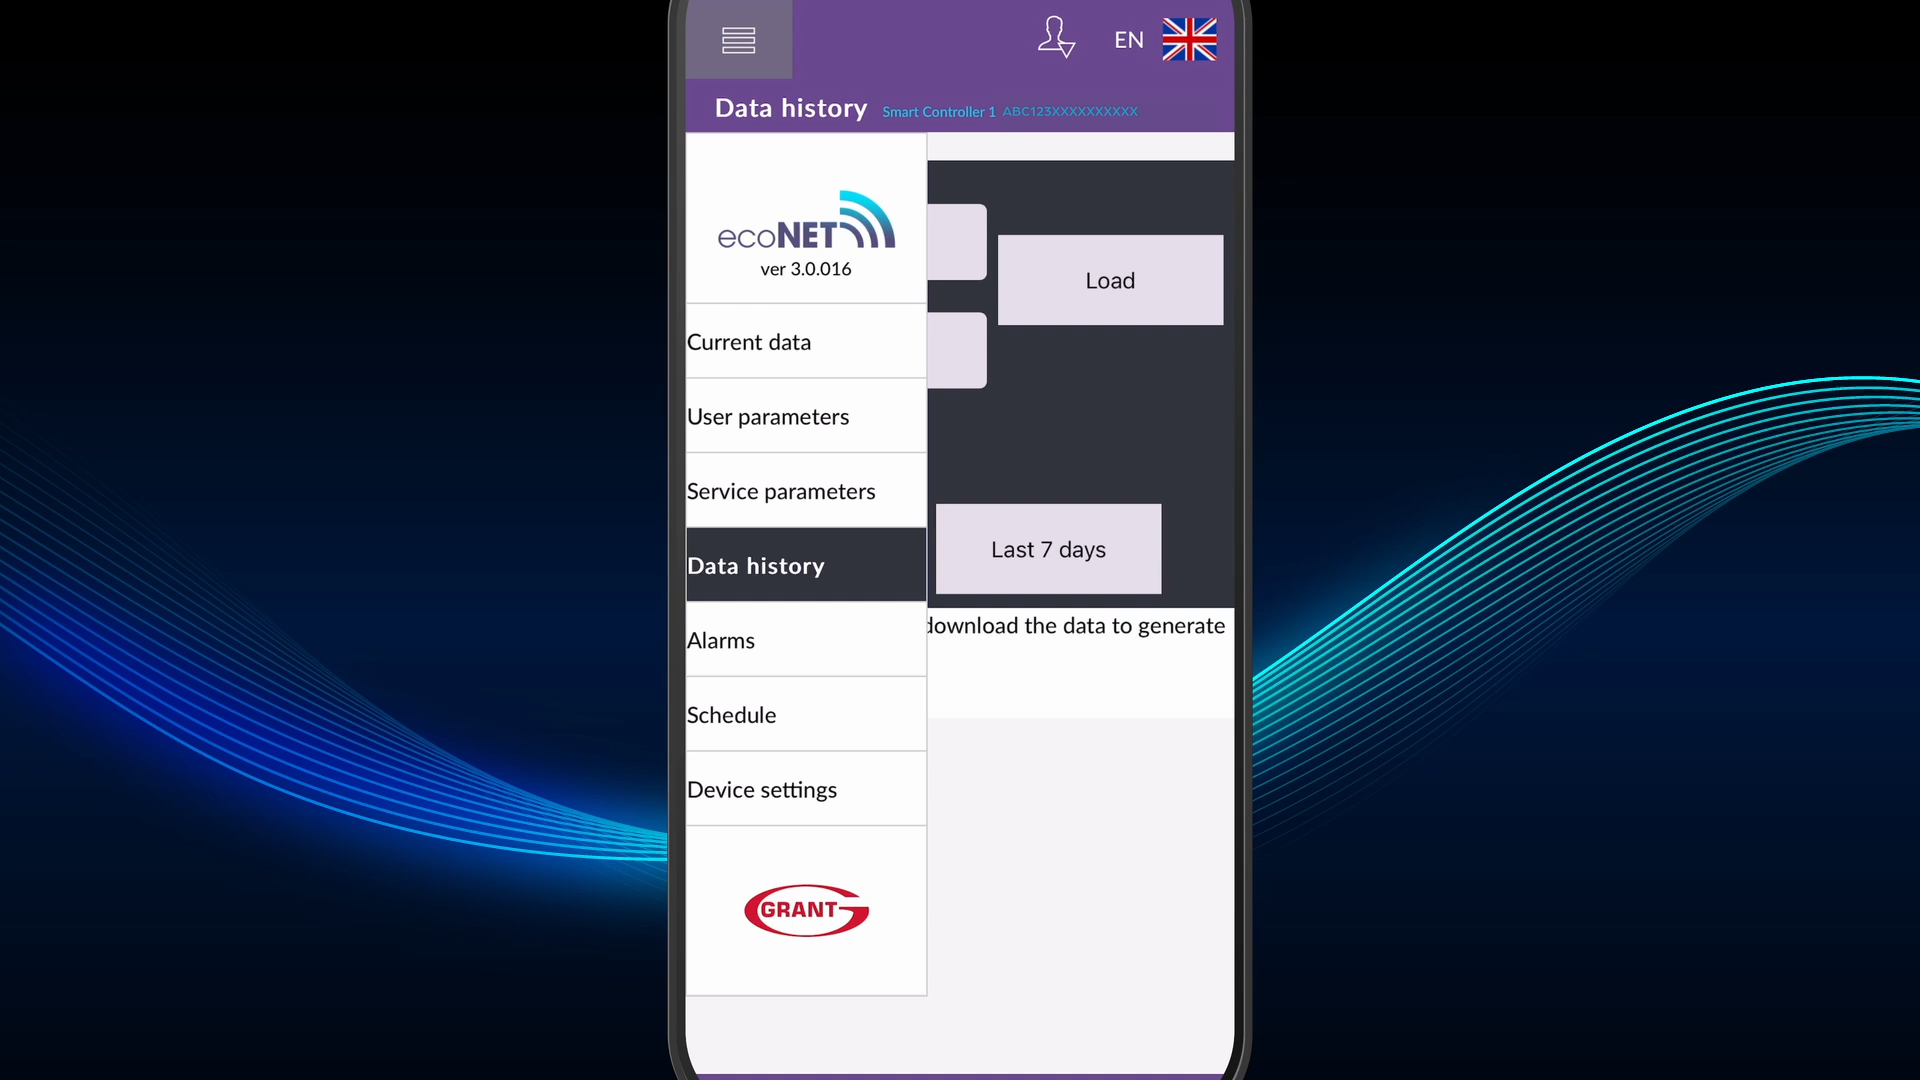 EN
Data history Smart Controller 1 ABC123XXXXXXXXXX
ecoNET
ver 3.0.016
Load
Current data
User parameters
Service parameters
Last 7 days
Data history
download the data to generate
Alarms
Schedule
Device settings
GRANT